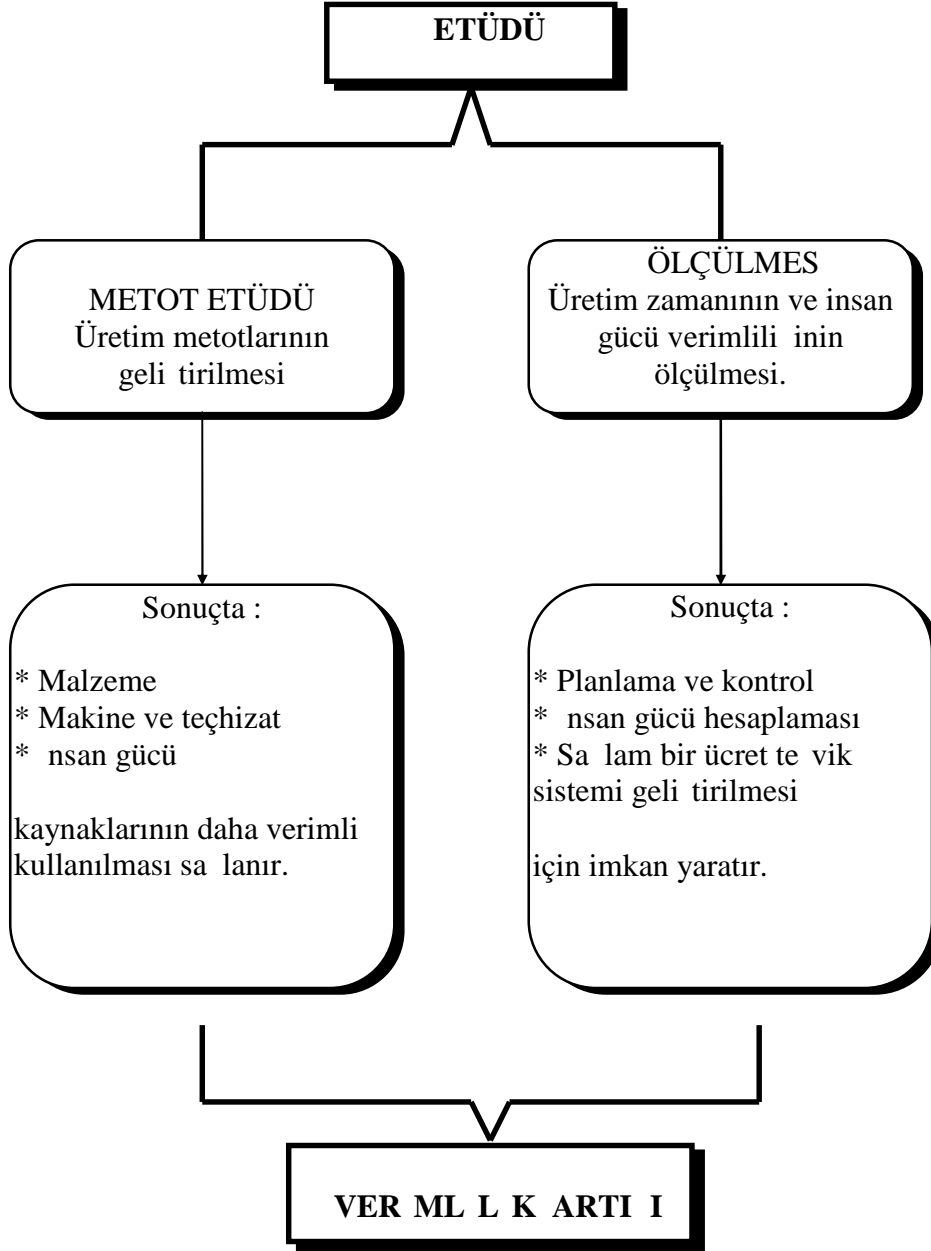 ETÜDÜ
METOT ETÜDÜ
Üretim metotlarının
geli tirilmesi
ÖLÇÜLMES
Üretim zamanının ve insan
gücü verimlili inin
ölçülmesi.
Sonuçta :
* Malzeme
* Makine ve teçhizat
* nsan gücü
kaynaklarının daha verimli
kullanılması sa lanır.
Sonuçta :
* Planlama ve kontrol
* nsan gücü hesaplaması
* Sa lam bir ücret te vik
sistemi geli tirilmesi
için imkan yaratır.
VER ML L K ARTI I